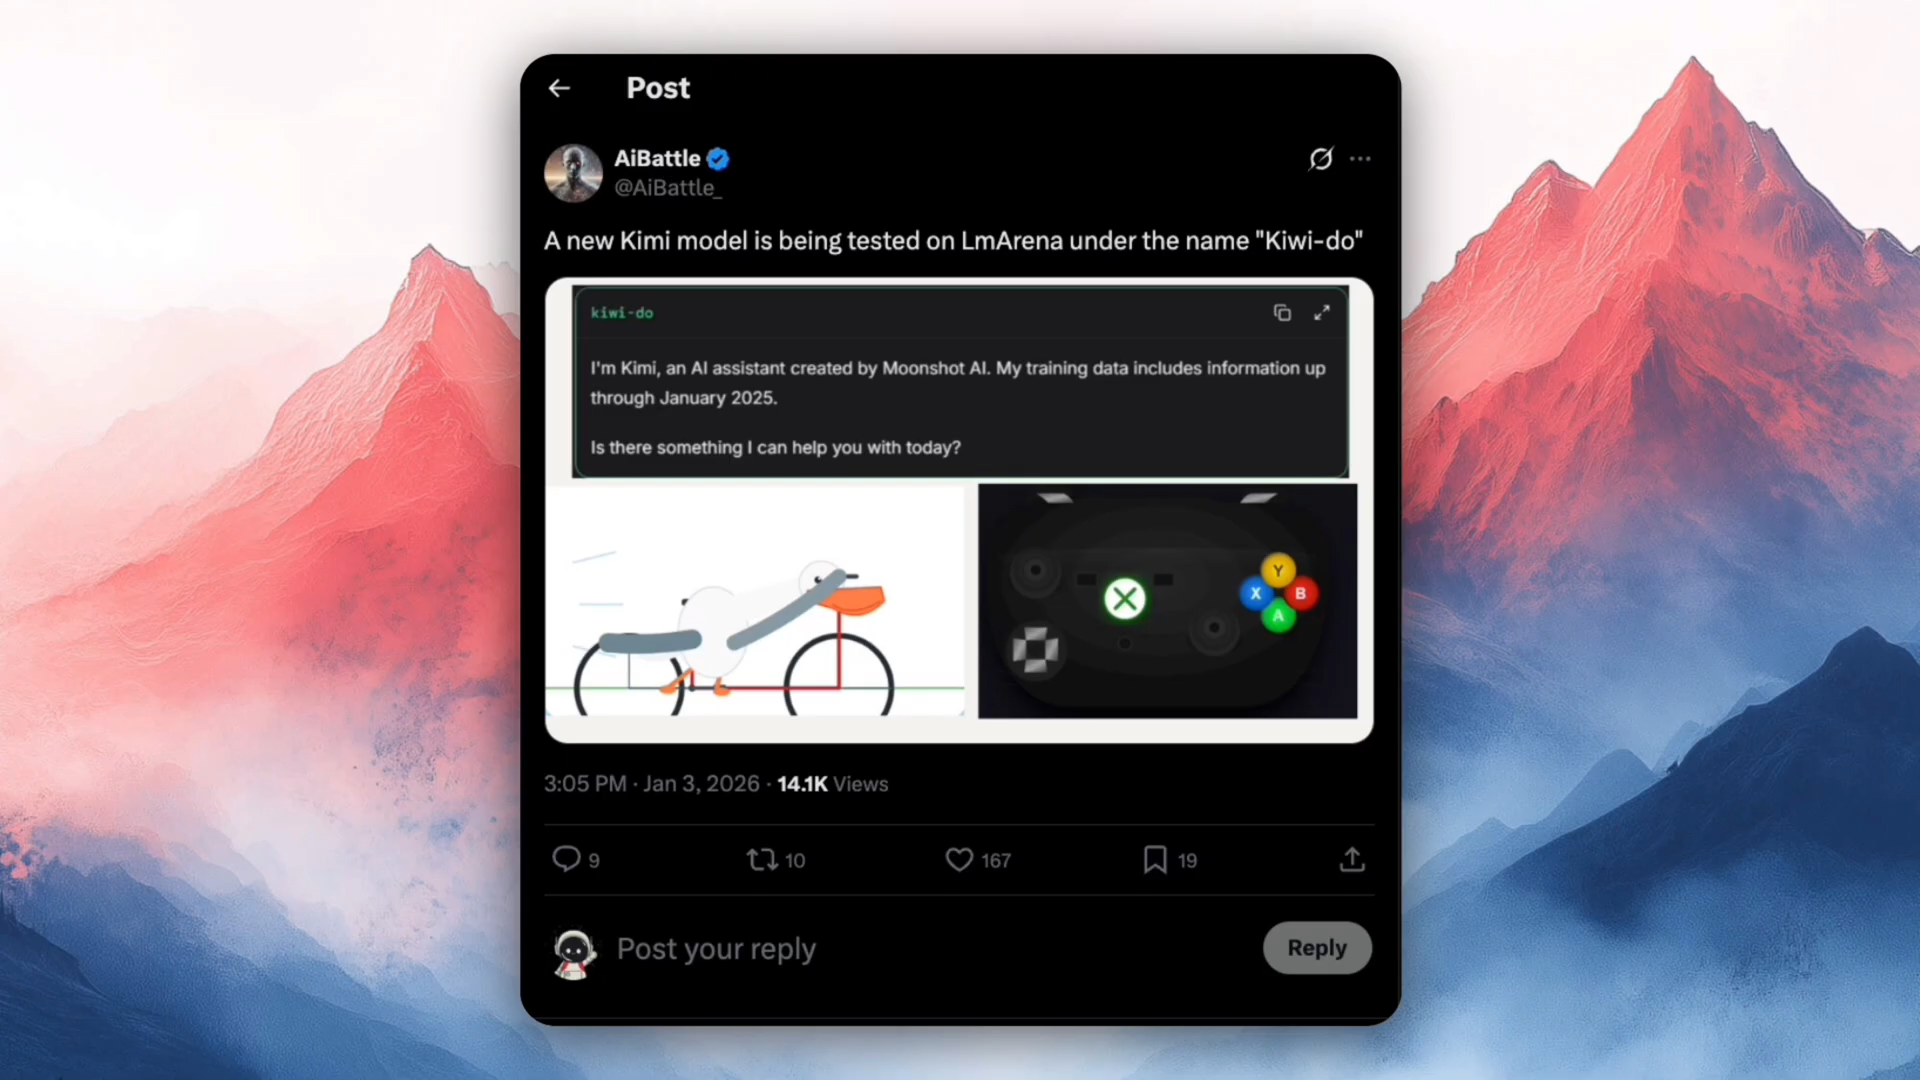 Post
AiBattle
@AiBattle_
A new Kimi model is being tested on LmArena under the name "Kiwi-do"
kiwi-do
I'm Kimi, an AI assistant created by Moonshot AI. My training data includes information up
through January 2025.
Is there something I can help you with today?
Y
X
B
A
3:05 PM · Jan 3, 2026 · 14.1K Views
9
10
167
19
Post your reply
Reply